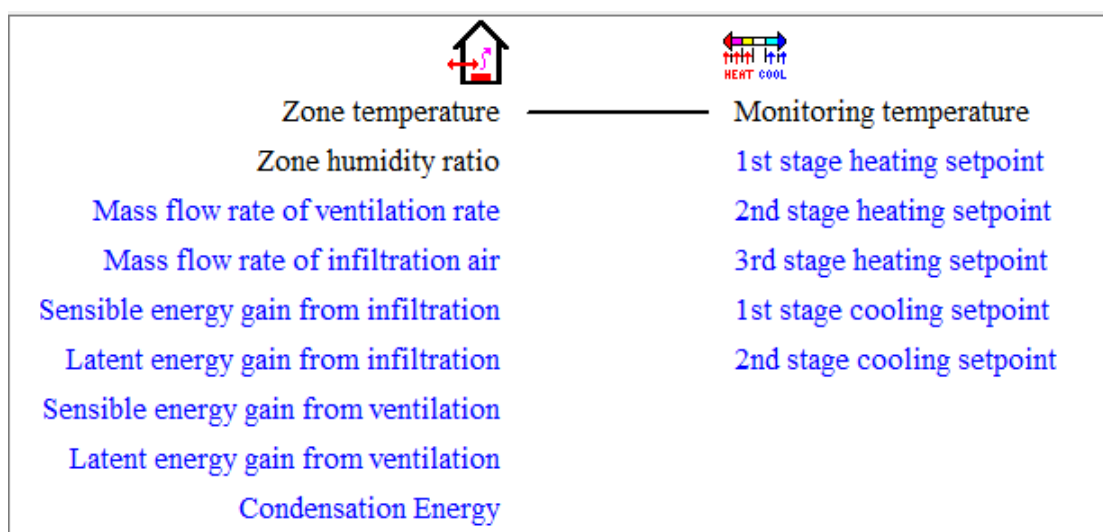 HEAT COOL
Zone temperature
Monitoring temperature
Zone humidity ratio
1st stage heating setpoint
Mass flow rate of ventilation rate
2nd stage heating setpoint
Mass flow rate of infiltration air
3rd stage heating setpoint
Sensible energy gain from infiltration
1st stage cooling setpoint
Latent energy gain from infiltration
2nd stage cooling setpoint
Sensible energy gain from ventilation
Latent energy gain from ventilation
Condensation Energy